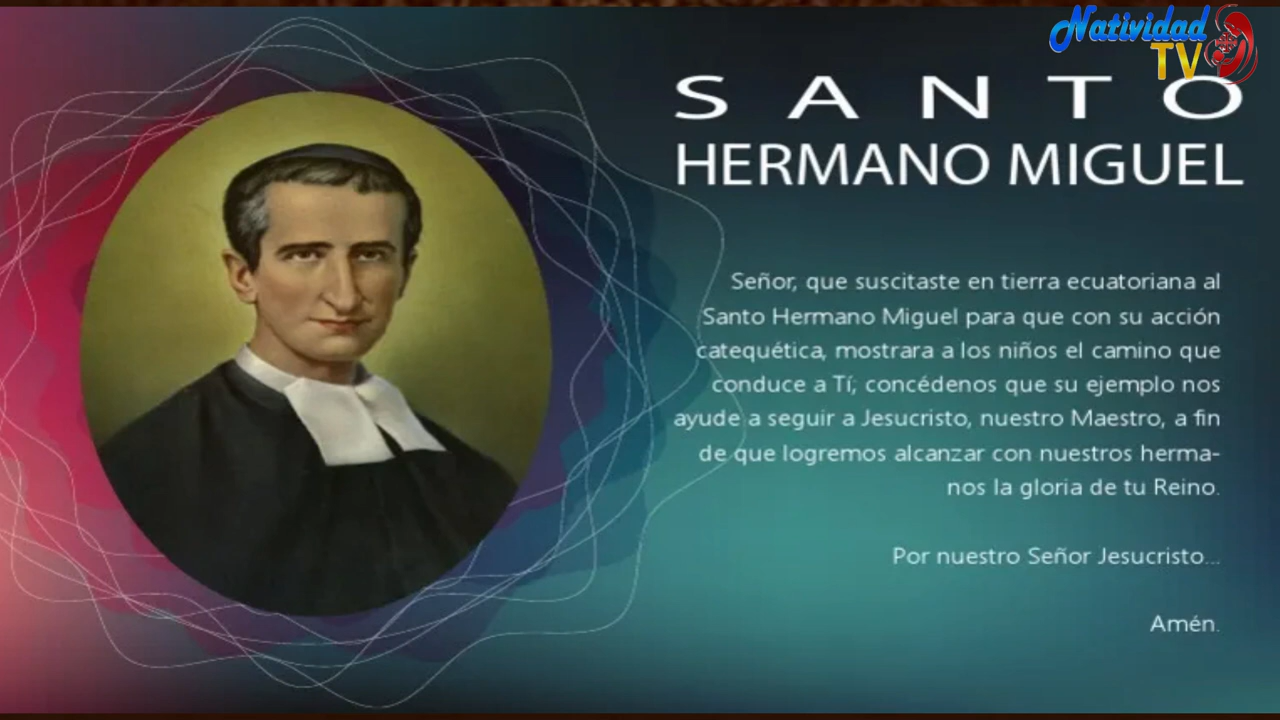 Natividad
TV
SANTO
HERMANO MIGUEL
Señor, que suscitaste en tierra ecuatoriana al
Santo Hermano Miguel para que con su acción
catequética, mostrara a los niños el camino que
conduce a Tí; concédenos que su ejemplo nos
ayude a seguir a Jesucristo, nuestro Maestro, a fin
de que logremos alcanzar con nuestros herma-
nos la gloria de tu Reino.
Por nuestro Señor Jesucristo...
Amén.